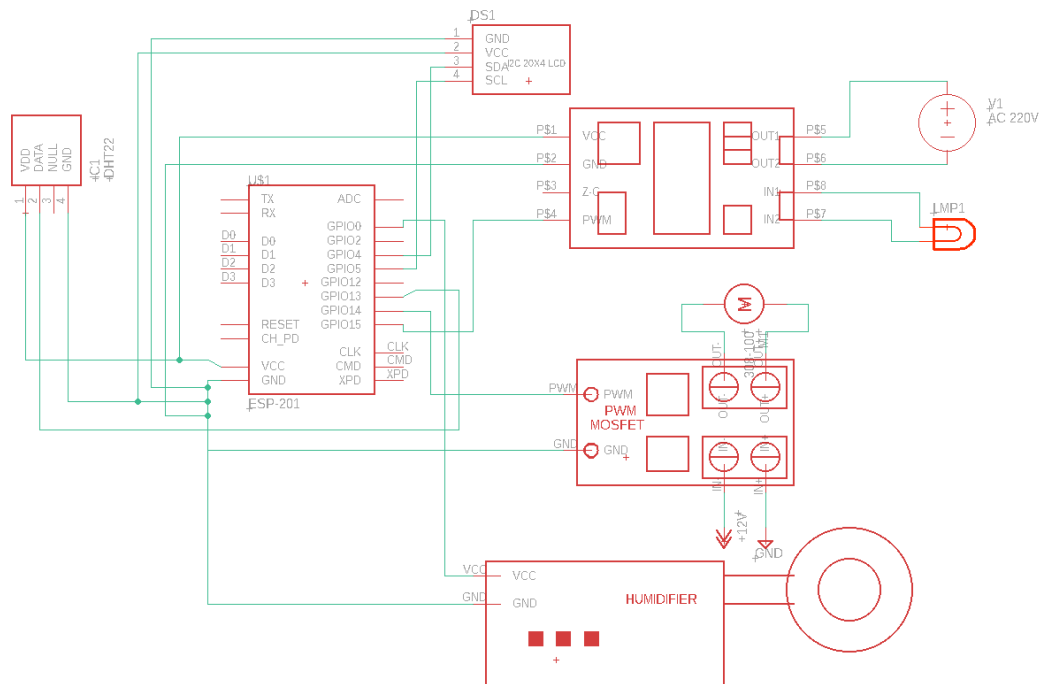 DS1
1 GND
2 VCC
3 SDA
4 SCL
I2C 20X4 LCD
VDD
DATA
NULL
GND
1
2
3
4
IC1
DHT22
P$1 VCC
P$2 GND
P$3 Z-C
P$4 PWM
OUT1 P$5
OUT2 P$6
IN1 P$8
IN2 P$7
V1
AC 220V
LMP1
U$1
TX
RX
D0 D0
D1 D1
D2 D2
D3 D3
RESET
CH_PD
VCC
GND
ADC
GPIO0
GPIO2
GPIO4
GPIO5
GPIO12
GPIO13
GPIO14
GPIO15
CLK CLK
CMD CMD
XPD XPD
ESP-201
M
M1
308-100
OUT-
OUT+
OUT-
OUT+
PWM PWM
PWM
MOSFET
GND GND
IN-
IN+
IN-
IN+
+12V
GND
VCC VCC
GND GND
HUMIDIFIER